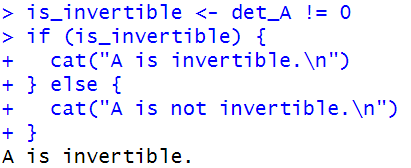 > is_invertible <- det_A != 0
> if (is_invertible) {
+   cat("A is invertible.\n")
+ } else {
+   cat("A is not invertible.\n")
+ }
A is invertible.